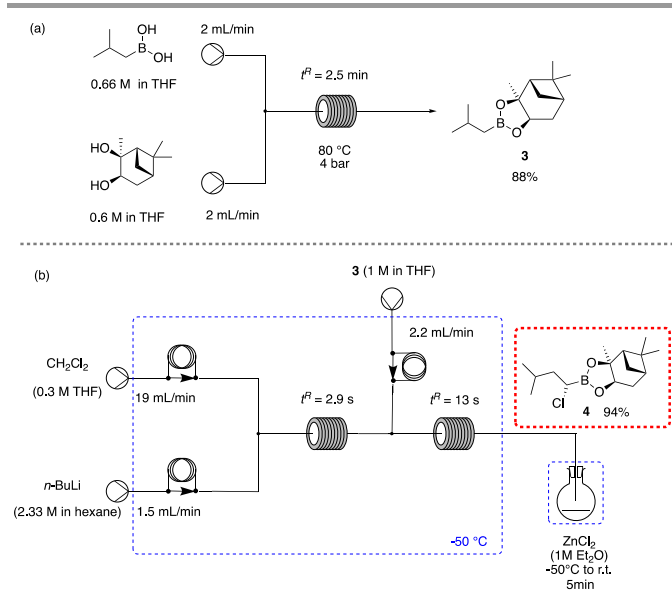 (a)
2 mL/min
B
OH
OH
0.66 M in THF
tR = 2.5 min
80 °C
4 bar
HO
HO
0.6 M in THF
2 mL/min
O
B
O
3
88%
(b)
3 (1 M in THF)
2.2 mL/min
CH2Cl2
(0.3 M THF)
19 mL/min
tR = 2.9 s
tR = 13 s
O
B
O
Cl
4 94%
n-BuLi
(2.33 M in hexane)
1.5 mL/min
-50 °C
ZnCl2
(1M Et2O)
-50°C to r.t.
5min